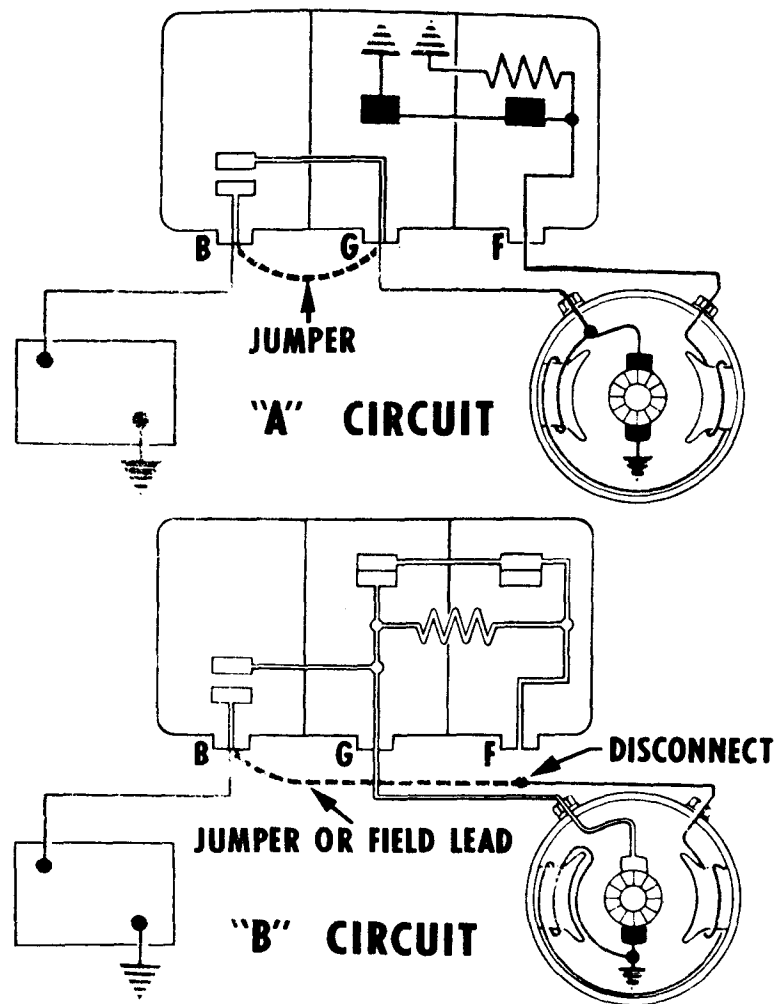 B G F
JUMPER
"A" CIRCUIT
B G F
DISCONNECT
JUMPER OR FIELD LEAD
"B" CIRCUIT